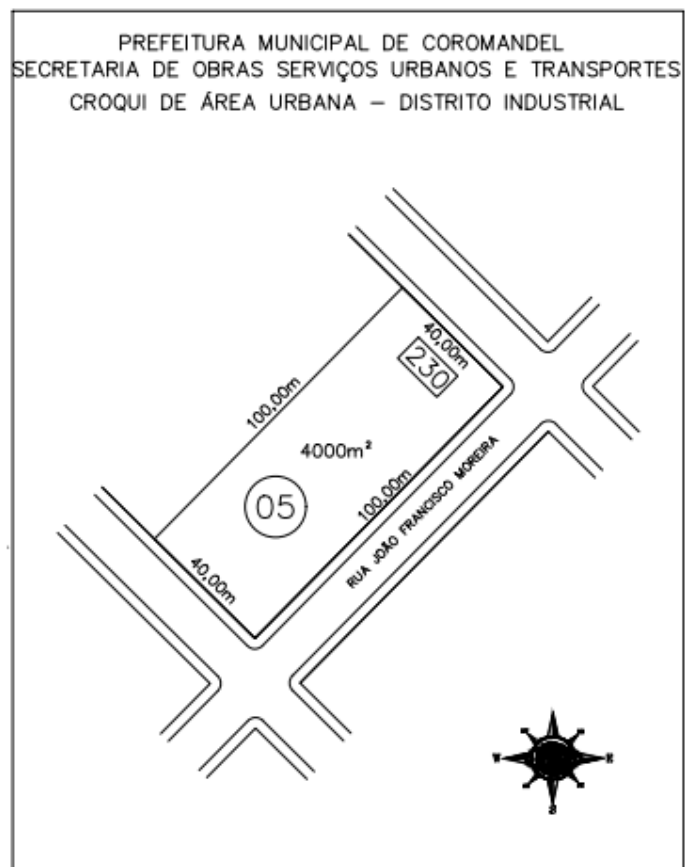 PREFEITURA MUNICIPAL DE COROMANDEL
SECRETARIA DE OBRAS SERVIÇOS URBANOS E TRANSPORTES
CROQUI DE ÁREA URBANA – DISTRITO INDUSTRIAL
40,00m
230
100,00m
4000m²
05
100,00m
RUA JOÃO FRANCISCO MOREIRA
40,00m
W
E
S